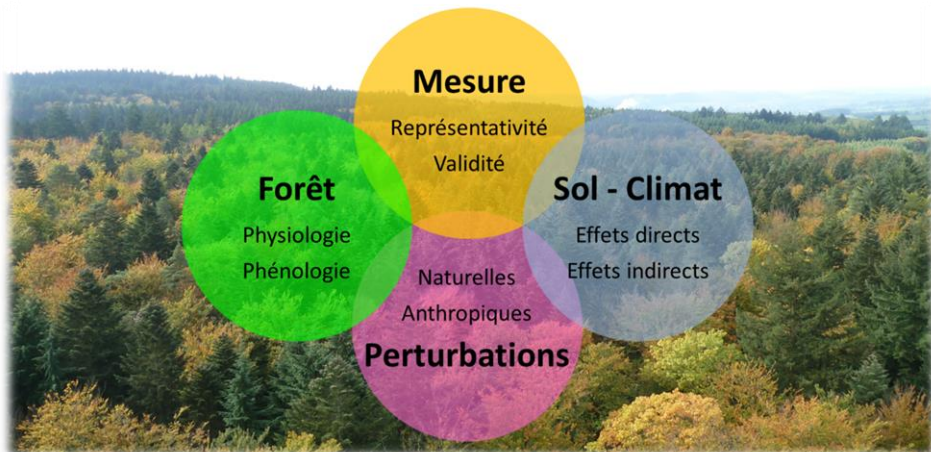 Mesure
Représentativité
Validité
Forêt
Physiologie
Phénologie
Sol - Climat
Effets directs
Effets indirects
Naturelles
Anthropiques
Perturbations